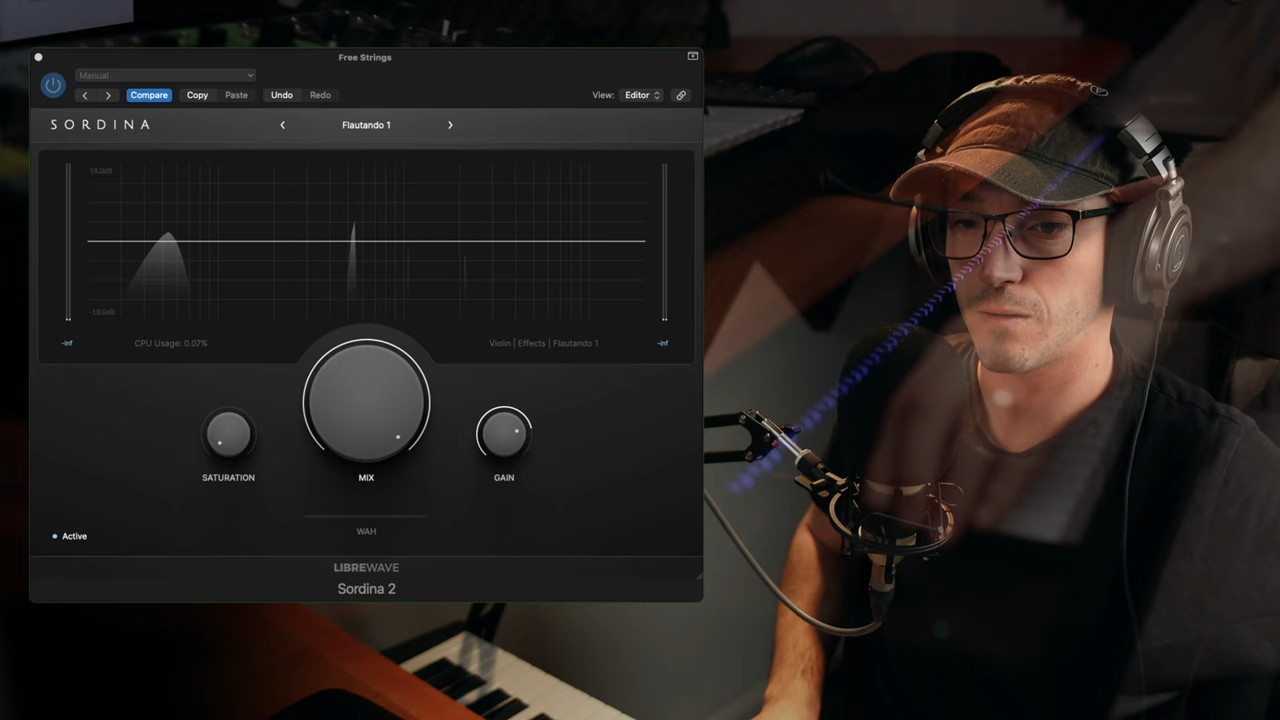 Free Strings
Manual
Compare Copy Paste Undo Redo View: Editor
SORDINA Flautando 1
18.0dB
-18.0dB
-inf CPU Usage: 0.07% Violin | Effects | Flautando 1 -inf
SATURATION MIX GAIN
WAH
Active
LIBREWAVE
Sordina 2